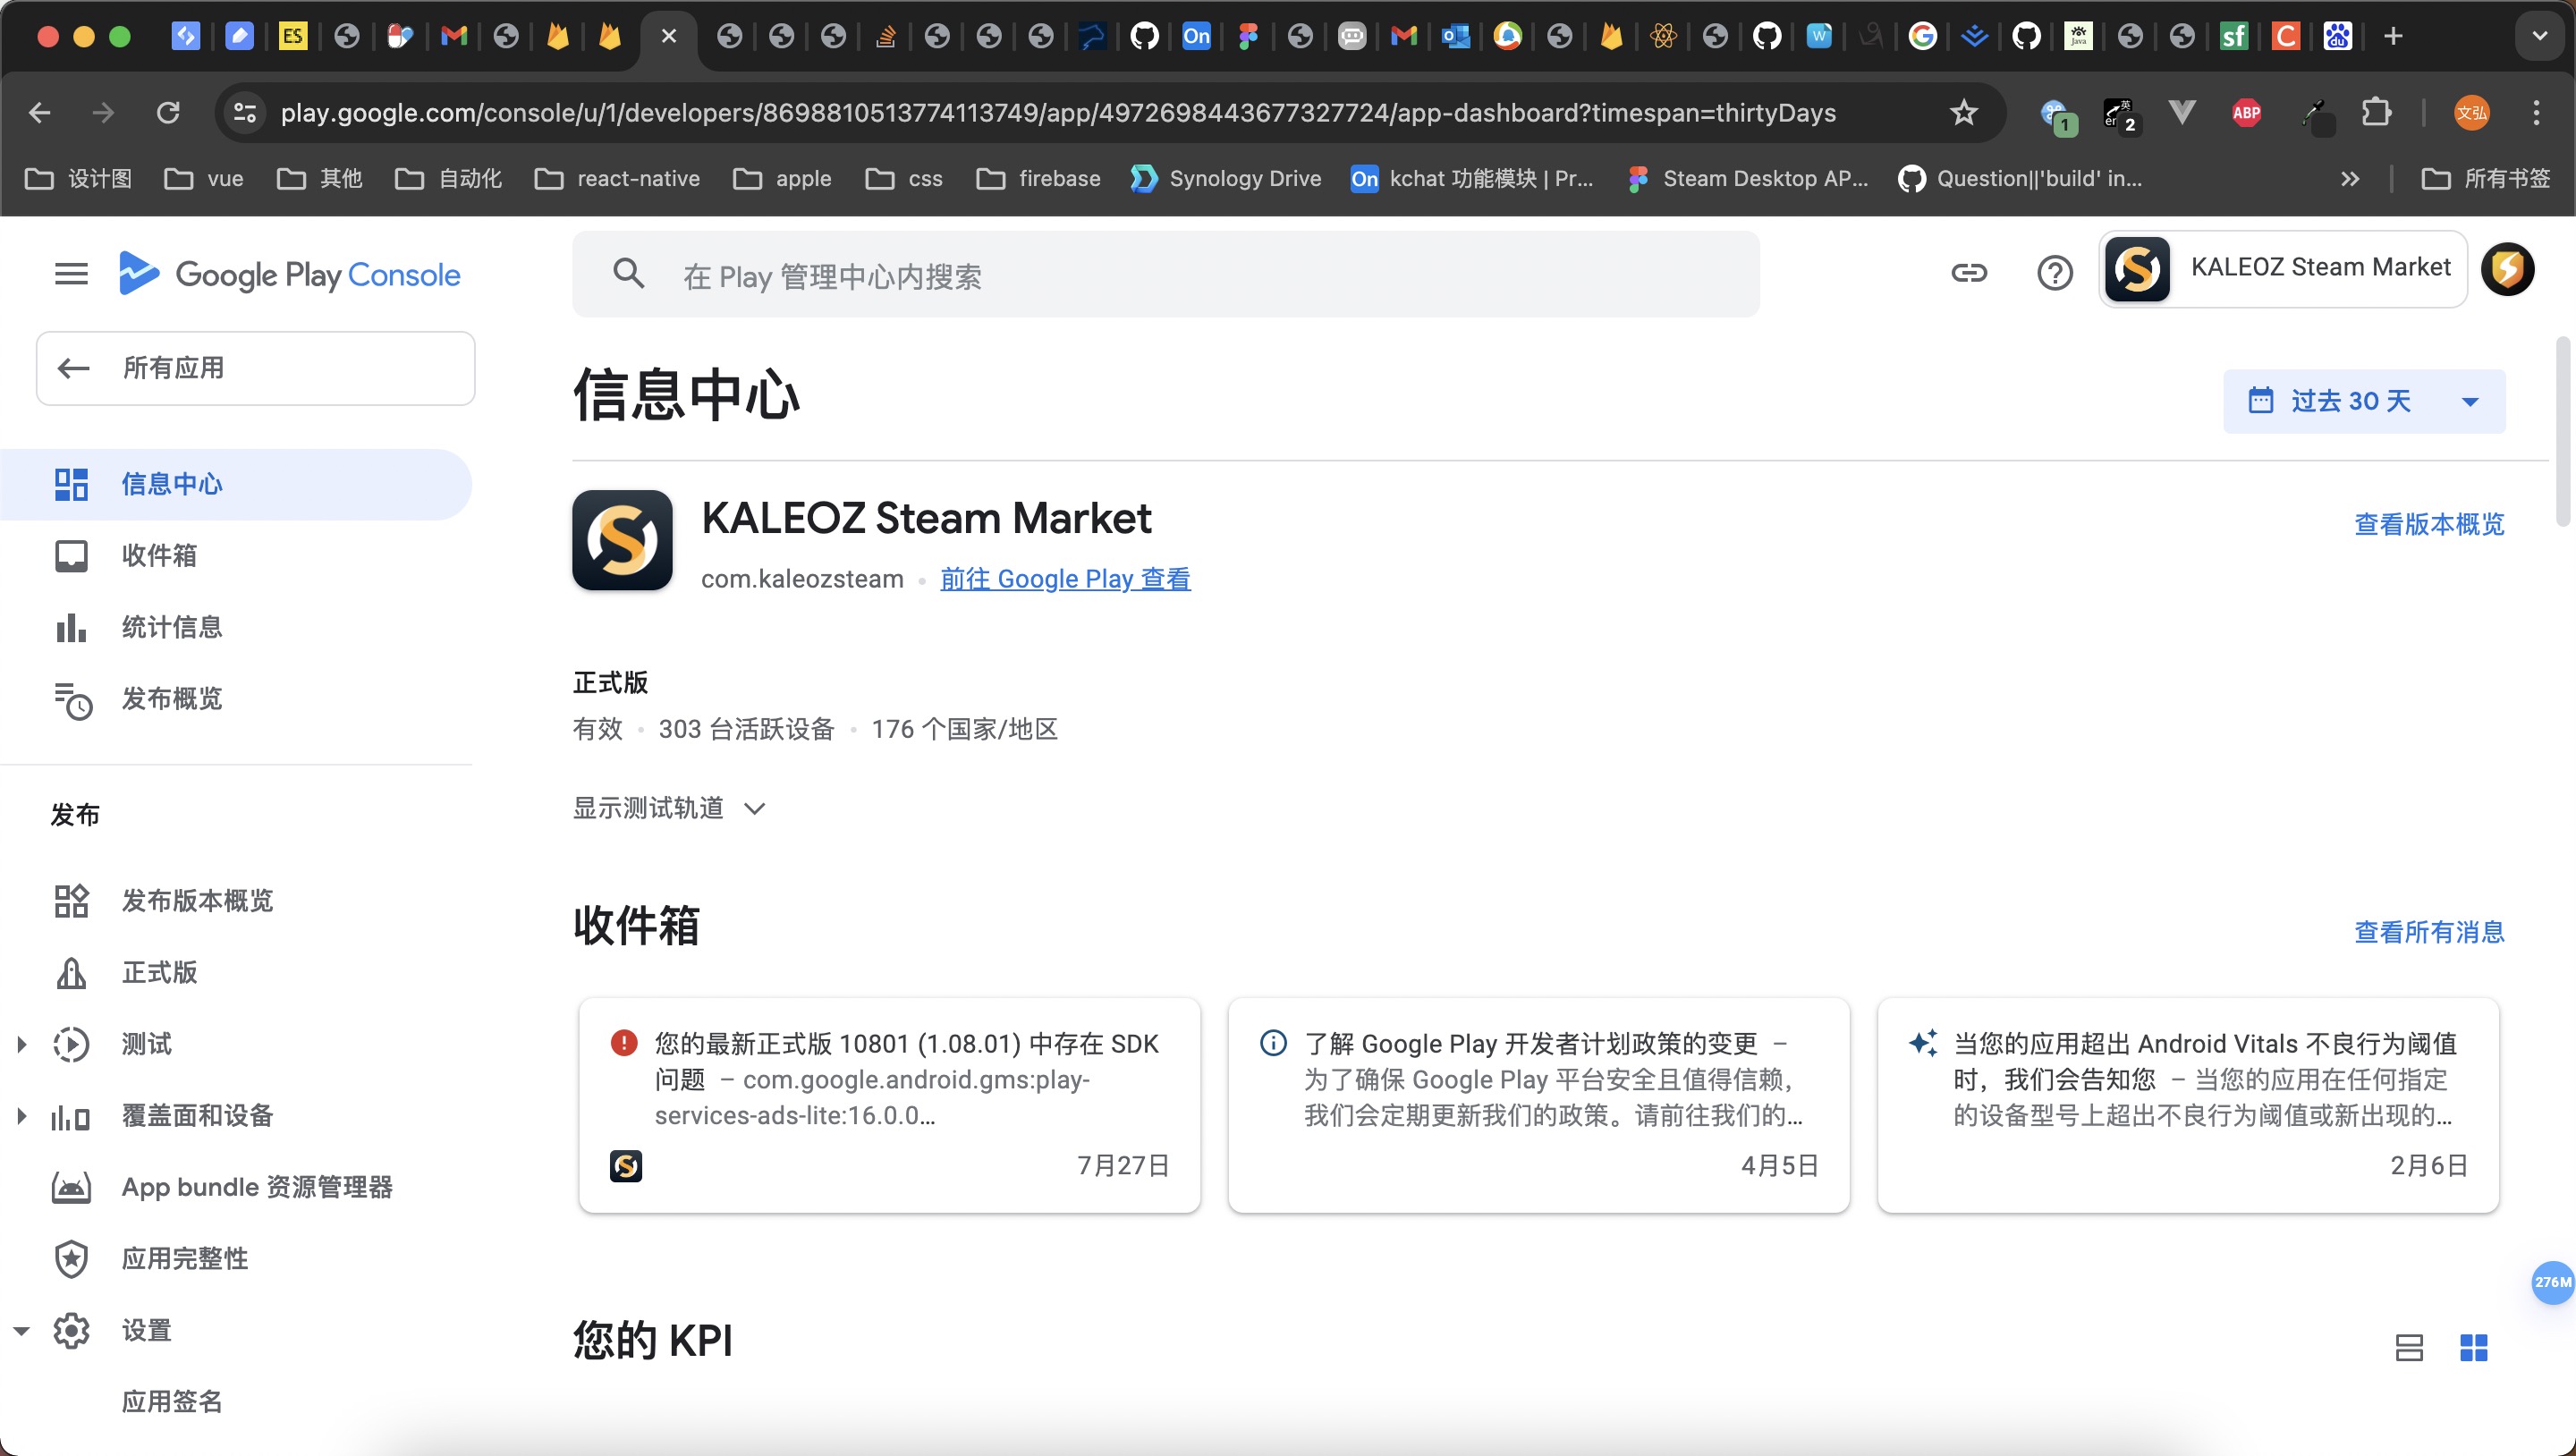 ES
On
W
Java
sf
C
du
play.google.com/console/u/1/developers/8698810513774113749/app/4972698443677327724/app-dashboard?timespan=thirtyDays
1
英
er
2
ABP
文弘
设计图
vue
其他
自动化
react-native
apple
css
firebase
Synology Drive
On kchat 功能模块 | Pr...
Steam Desktop AP...
Question||'build' in...
所有书签
Google Play Console
在 Play 管理中心内搜索
KALEOZ Steam Market
所有应用
信息中心
收件箱
统计信息
发布概览
发布
发布版本概览
正式版
测试
覆盖面和设备
App bundle 资源管理器
应用完整性
设置
应用签名
信息中心
过去 30 天
KALEOZ Steam Market
查看版本概览
com.kaleozsteam • 前往 Google Play 查看
正式版
有效 • 303 台活跃设备 • 176 个国家/地区
显示测试轨道
收件箱
查看所有消息
您的最新正式版 10801 (1.08.01) 中存在 SDK
问题 – com.google.android.gms:play-
services-ads-lite:16.0.0...
7月27日
了解 Google Play 开发者计划政策的变更 –
为了确保 Google Play 平台安全且值得信赖，
我们会定期更新我们的政策。请前往我们的...
4月5日
当您的应用超出 Android Vitals 不良行为阈值
时，我们会告知您 – 当您的应用在任何指定
的设备型号上超出不良行为阈值或新出现的...
2月6日
276M
您的 KPI